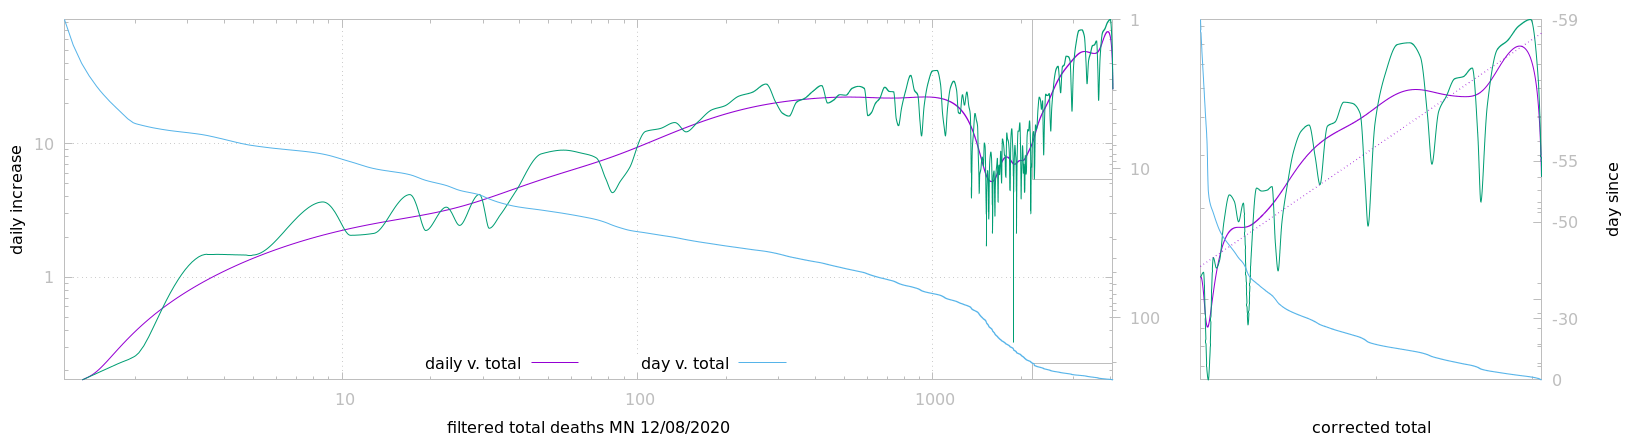 daily increase
10
1
daily v. total
day v. total
10
100
1000
filtered total deaths MN 12/08/2020
1
10
100
-59
-55
-50
-30
0
day since
corrected total